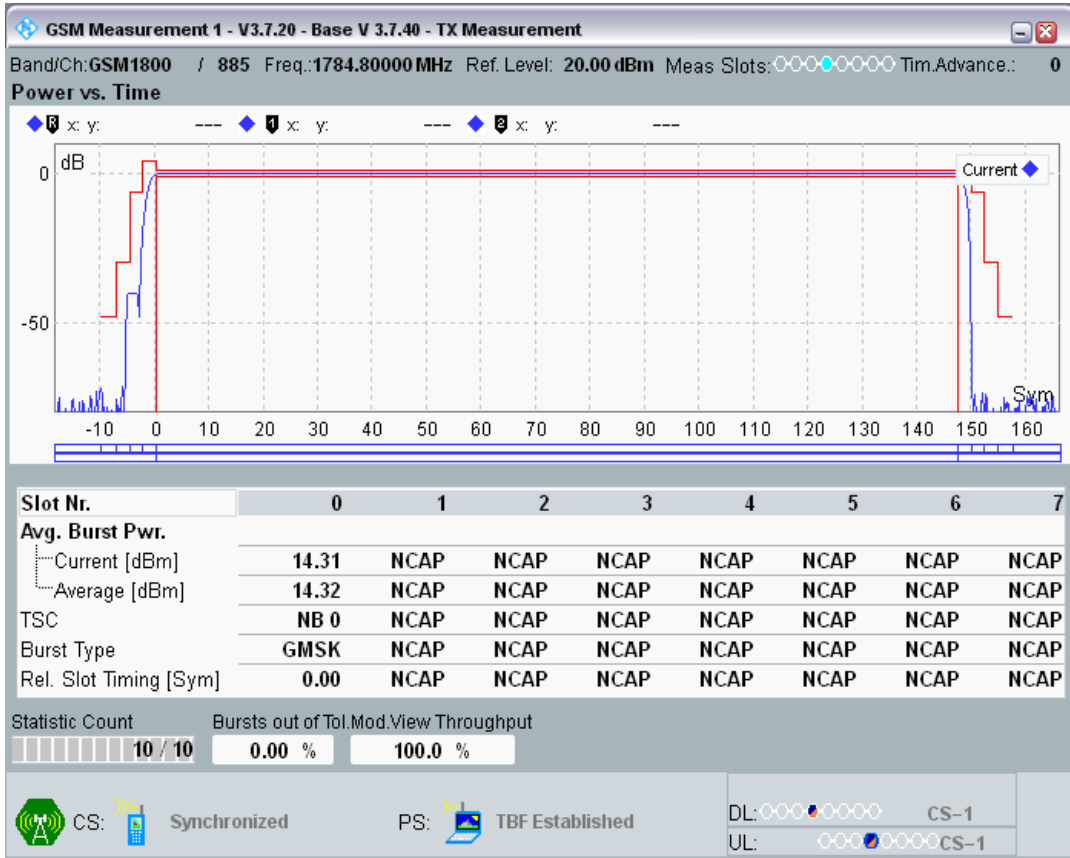 GSM Measurement 1 - V3.7.20 - Base V 3.7.40 - TX Measurement
Band/Ch:GSM1800 / 885 Freq.:1784.80000 MHz Ref. Level: 20.00 dBm Meas Slots: Tim.Advance.: 0
Power vs. Time
R x: y: --- 1 x: y: --- 2 x: y: ---
dB
0
Current
-50
Sym
-10 0 10 20 30 40 50 60 70 80 90 100 110 120 130 140 150 160
Slot Nr. 0 1 2 3 4 5 6 7
Avg. Burst Pwr.
Current [dBm] 14.31 NCAP NCAP NCAP NCAP NCAP NCAP NCAP
Average [dBm] 14.32 NCAP NCAP NCAP NCAP NCAP NCAP NCAP
TSC NB 0 NCAP NCAP NCAP NCAP NCAP NCAP NCAP
Burst Type GMSK NCAP NCAP NCAP NCAP NCAP NCAP NCAP
Rel. Slot Timing [Sym] 0.00 NCAP NCAP NCAP NCAP NCAP NCAP NCAP
Statistic Count Bursts out of Tol.Mod.View Throughput
10 / 10 0.00 % 100.0 %
CS: Synchronized PS: TBF Established
DL: CS-1
UL: CS-1